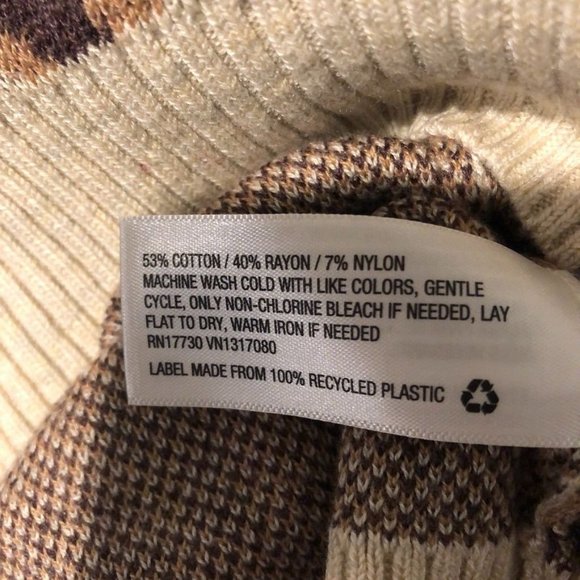 53% COTTON / 40% RAYON / 7% NYLON
MACHINE WASH COLD WITH LIKE COLORS, GENTLE
CYCLE, ONLY NON-CHLORINE BLEACH IF NEEDED, LAY
FLAT TO DRY, WARM IRON IF NEEDED
RN17730 VN1317080
LABEL MADE FROM 100% RECYCLED PLASTIC